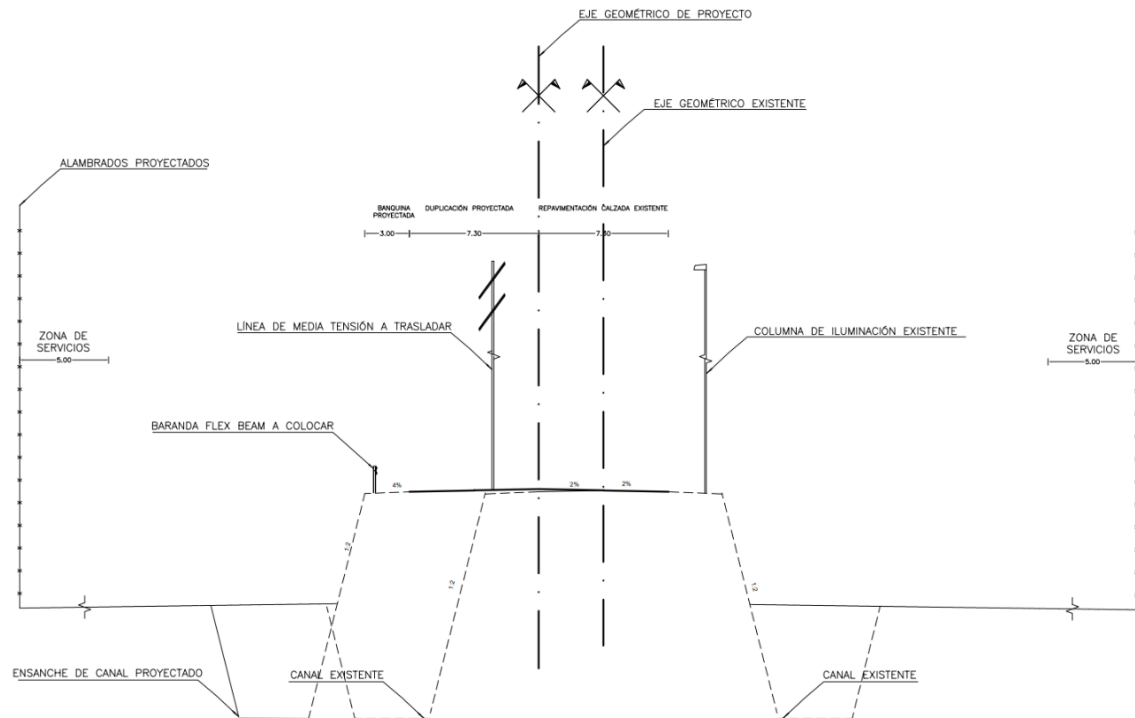 EJE GEOMÉTRICO DE PROYECTO
EJE GEOMÉTRICO EXISTENTE
ALAMBRADOS PROYECTADOS
BANQUINA
PROYECTADA
DUPLICACIÓN PROYECTADA
REPAVIMENTACIÓN CALZADA EXISTENTE
3.00
7.30
7.30
LÍNEA DE MEDIA TENSIÓN A TRASLADAR
COLUMNA DE ILUMINACIÓN EXISTENTE
ZONA DE
SERVICIOS
5.00
ZONA DE
SERVICIOS
5.00
BARANDA FLEX BEAM A COLOCAR
4%
2%
2%
1:2
1:2
1:2
ENSANCHE DE CANAL PROYECTADO
CANAL EXISTENTE
CANAL EXISTENTE